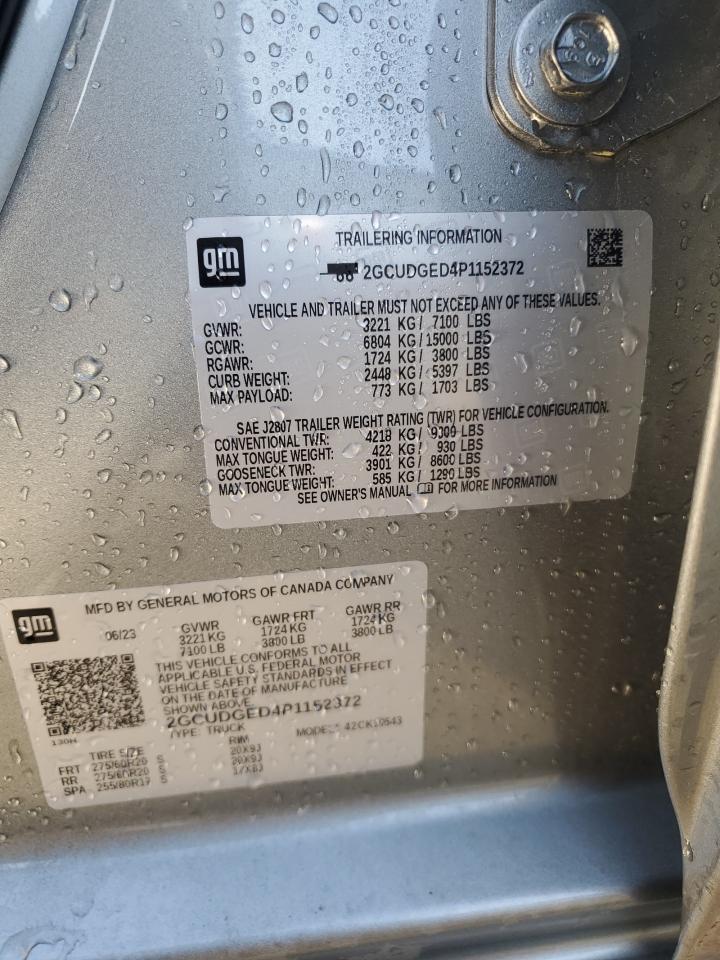 gm
TRAILERING INFORMATION
2GCUDGED4P1152372
VEHICLE AND TRAILER MUST NOT EXCEED ANY OF THESE VALUES.
GVWR: 3221 KG/ 7100 LBS
GCWR: 6804 KG/ 15000 LBS
RGAWR: 1724 KG/ 3800 LBS
CURB WEIGHT: 2448 KG/ 5397 LBS
MAX PAYLOAD: 773 KG/ 1703 LBS
SAE J2807 TRAILER WEIGHT RATING (TWR) FOR VEHICLE CONFIGURATION.
CONVENTIONAL TWR: 4218 KG/ 9300 LBS
MAX TONGUE WEIGHT: 422 KG/ 930 LBS
GOOSENECK TWR: 3901 KG/ 8600 LBS
MAX TONGUE WEIGHT: 585 KG/ 1290 LBS
SEE OWNER'S MANUAL FOR MORE INFORMATION
gm
MFD BY GENERAL MOTORS OF CANADA COMPANY
06/23 GVWR GAWR FRT GAWR RR
3221 KG 1724 KG 1724 KG
7100 LB 3800 LB 3800 LB
THIS VEHICLE CONFORMS TO ALL
APPLICABLE U.S. FEDERAL MOTOR
VEHICLE SAFETY STANDARDS IN EFFECT
ON THE DATE OF MANUFACTURE
SHOWN ABOVE.
2GCUDGED4P1152372
TYPE: TRUCK MODEL: 42CK10543
130H
TIRE SIZE RIM
FRT 275/60R20 S 20X9J
RR 275/60R20 S 20X9J
SPA 255/80R17 S 17X8J